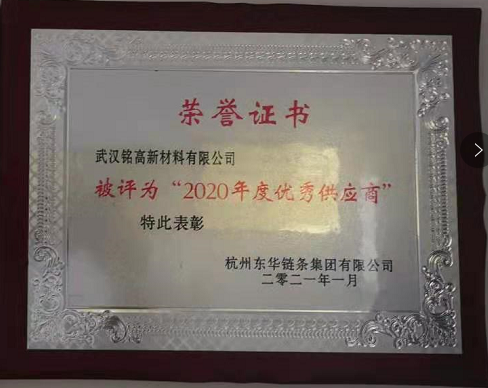 荣誉证书
武汉铭高新材料有限公司
被评为“2020年度优秀供应商”
特此表彰
杭州东华链条集团有限公司
二零二一年一月